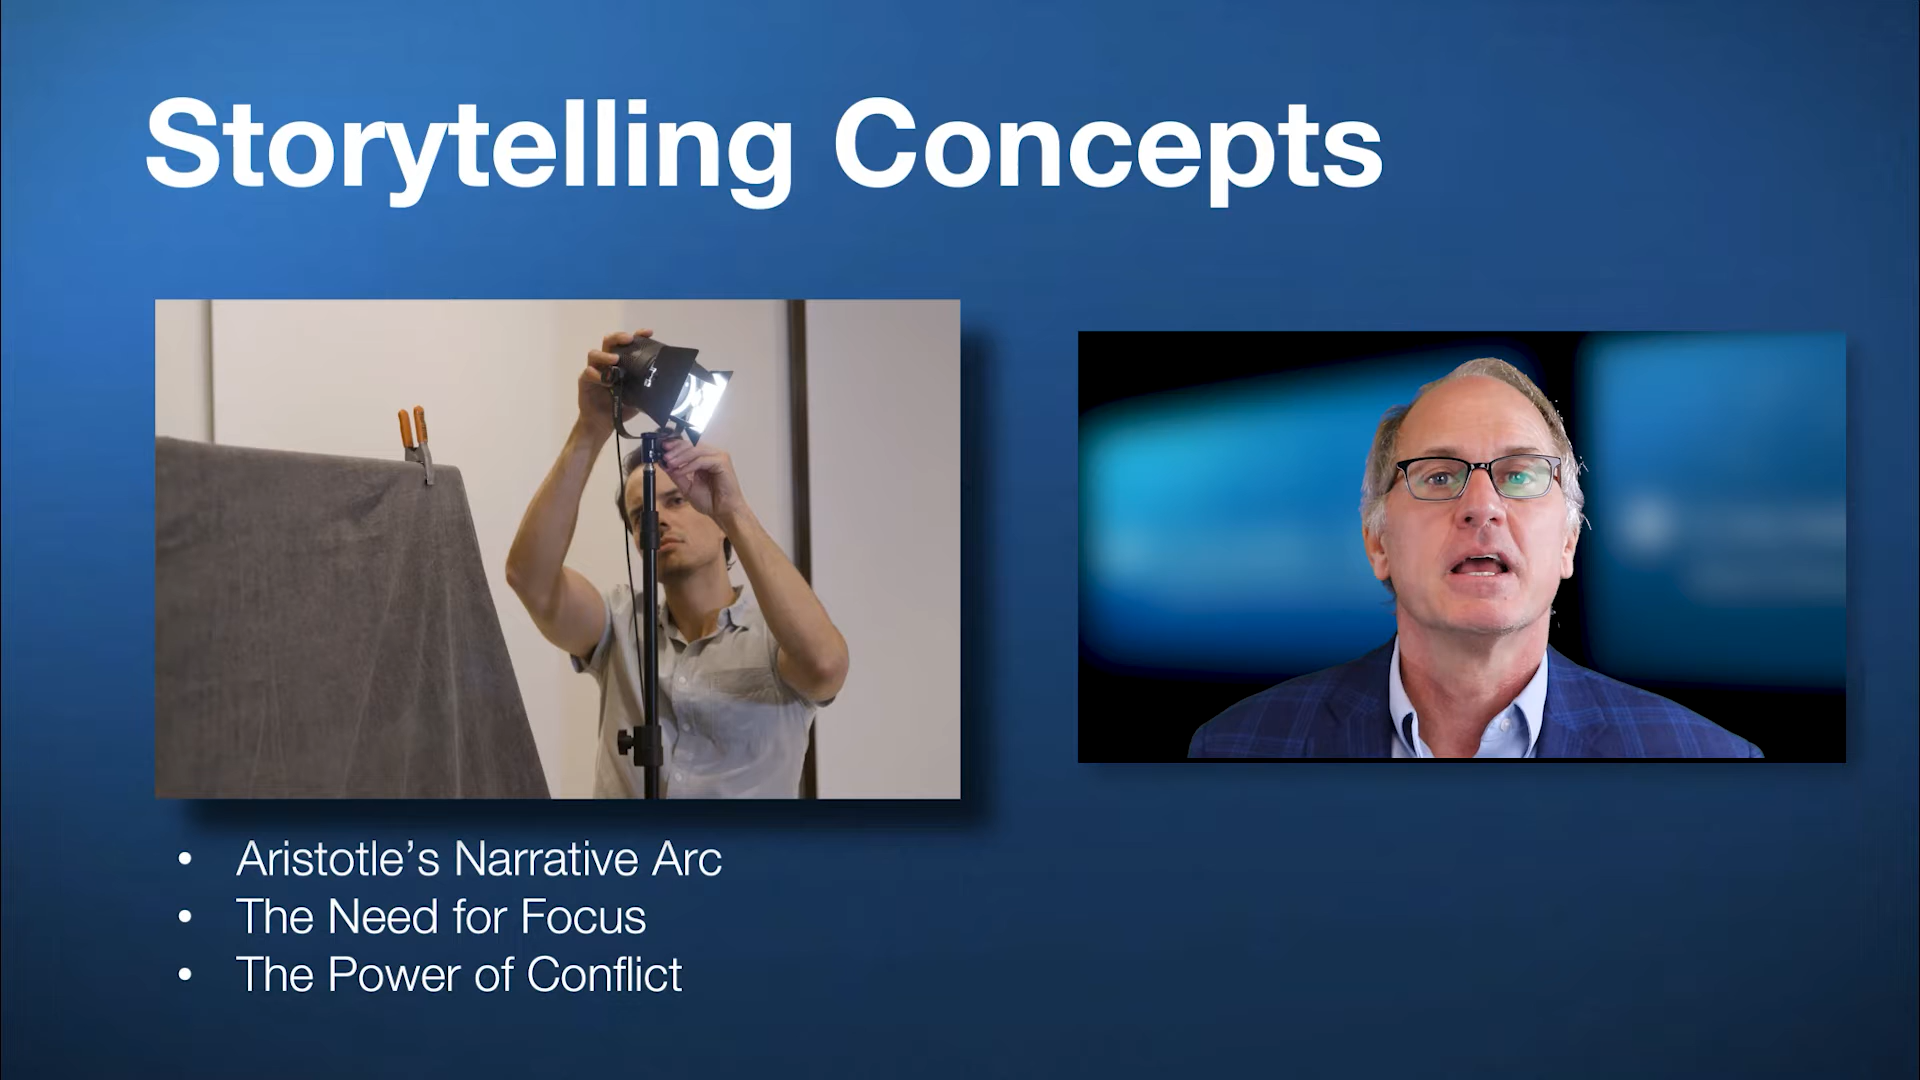 Storytelling Concepts
• Aristotle’s Narrative Arc
• The Need for Focus
• The Power of Conflict